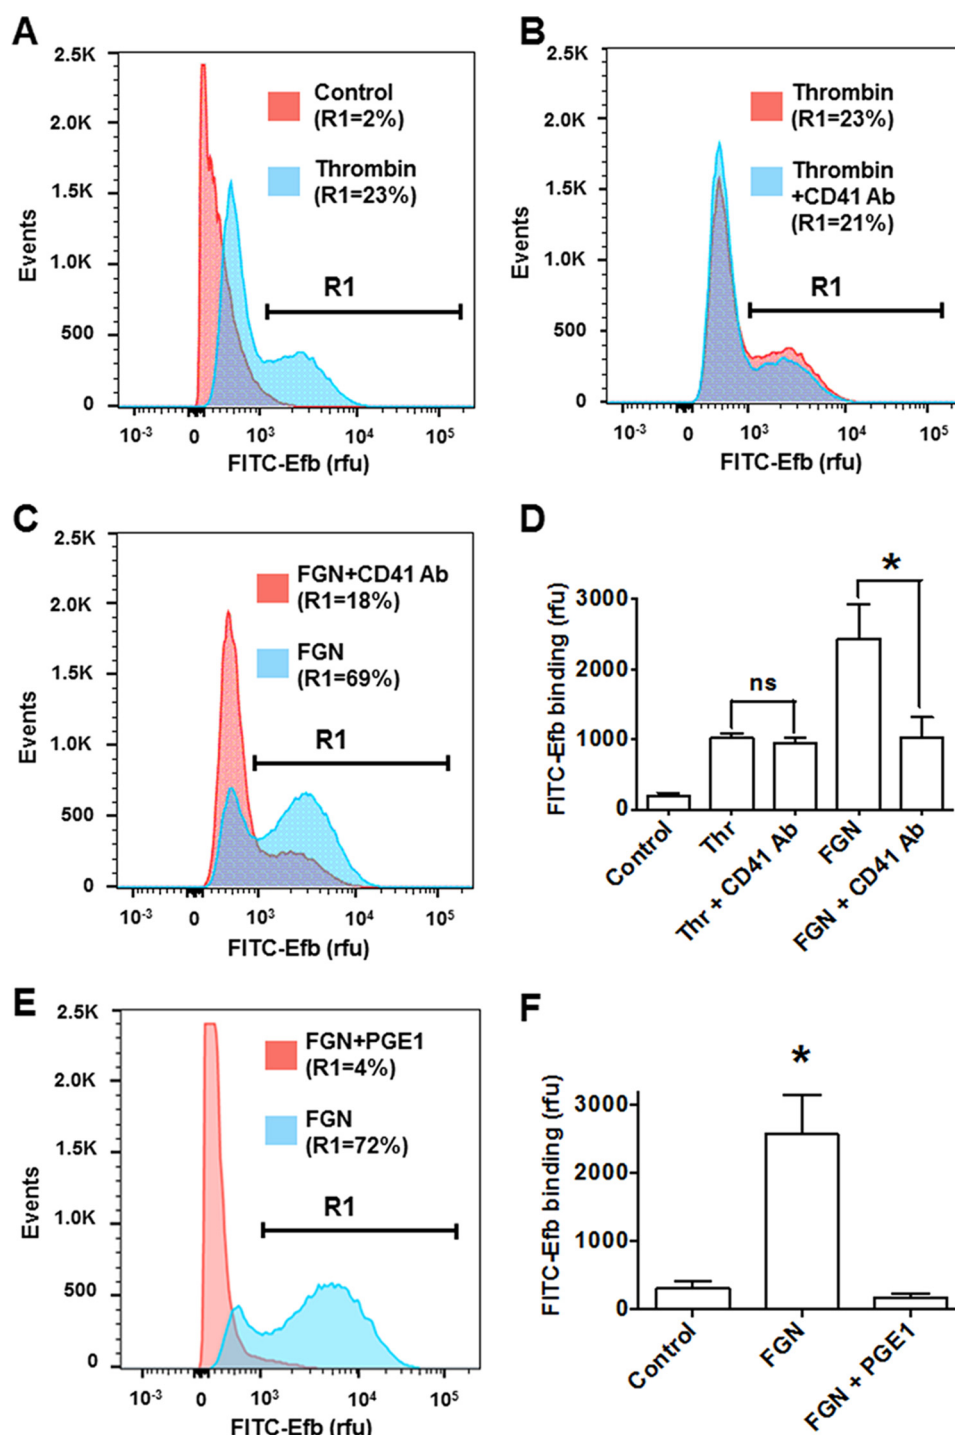 A
2.5K
2.0K
1.5K
1.0K
500
0
Events
Control
(R1=2%)
Thrombin
(R1=23%)
R1
10-3
0
10³
10⁴
10⁵
FITC-Efb (rfu)
B
2.5K
2.0K
1.5K
1.0K
500
0
Events
Thrombin
(R1=23%)
Thrombin
+CD41 Ab
(R1=21%)
R1
10-3
0
10³
10⁴
10⁵
FITC-Efb (rfu)
C
2.5K
2.0K
1.5K
1.0K
500
0
Events
FGN+CD41 Ab
(R1=18%)
FGN
(R1=69%)
R1
10-3
0
10³
10⁴
10⁵
FITC-Efb (rfu)
D
FITC-Efb binding (rfu)
3000
2000
1000
0
ns
*
Control
Thr
Thr + CD41 Ab
FGN
FGN + CD41 Ab
E
2.5K
2.0K
1.5K
1.0K
500
0
Events
FGN+PGE1
(R1=4%)
FGN
(R1=72%)
R1
10-3
0
10³
10⁴
10⁵
FITC-Efb (rfu)
F
FITC-Efb binding (rfu)
3000
2000
1000
0
*
Control
FGN
FGN + PGE1